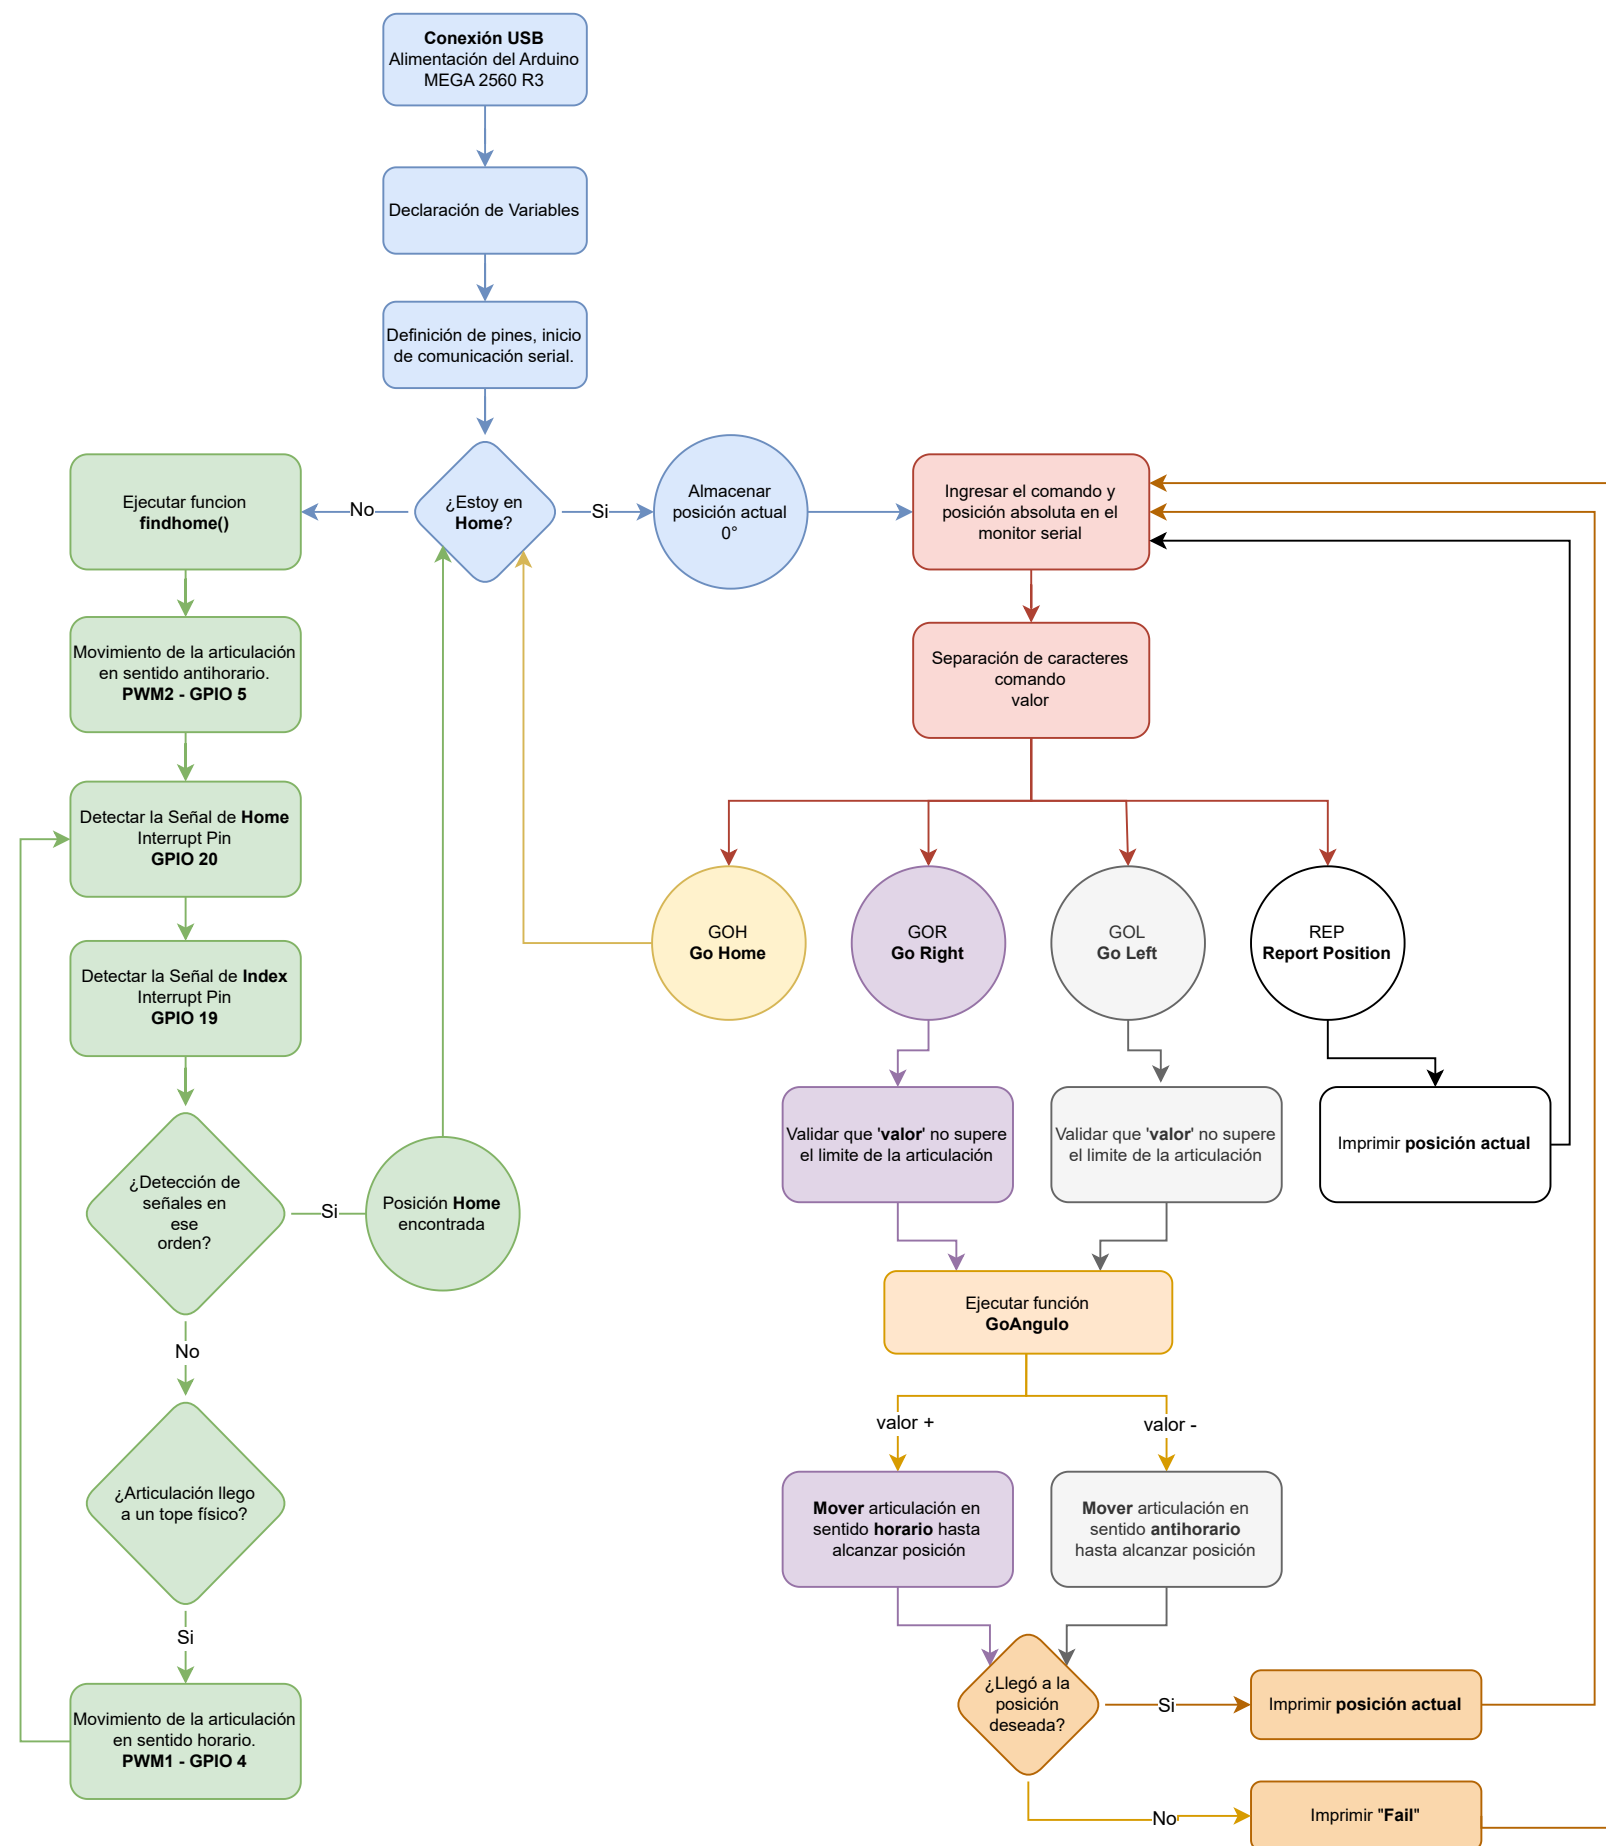 Conexión USB
Alimentación del Arduino
MEGA 2560 R3
Declaración de Variables
Definición de pines, inicio
de comunicación serial.
¿Estoy en
Home?
No
Si
Almacenar
posición actual
0°
Ejecutar funcion
findhome()
Movimiento de la articulación
en sentido antihorario.
PWM2 - GPIO 5
Detectar la Señal de Home
Interrupt Pin
GPIO 20
Detectar la Señal de Index
Interrupt Pin
GPIO 19
¿Detección de
señales en
ese
orden?
Si
Posición Home
encontrada
No
¿Articulación llego
a un tope físico?
Si
Movimiento de la articulación
en sentido horario.
PWM1 - GPIO 4
Ingresar el comando y
posición absoluta en el
monitor serial
Separación de caracteres
comando
valor
GOH
Go Home
GOR
Go Right
GOL
Go Left
REP
Report Position
Validar que 'valor' no supere
el limite de la articulación
Validar que 'valor' no supere
el limite de la articulación
Imprimir posición actual
Ejecutar función
GoAngulo
valor +
valor -
Mover articulación en
sentido horario hasta
alcanzar posición
Mover articulación en
sentido antihorario
hasta alcanzar posición
¿Llegó a la
posición
deseada?
Si
Imprimir posición actual
No
Imprimir "Fail"